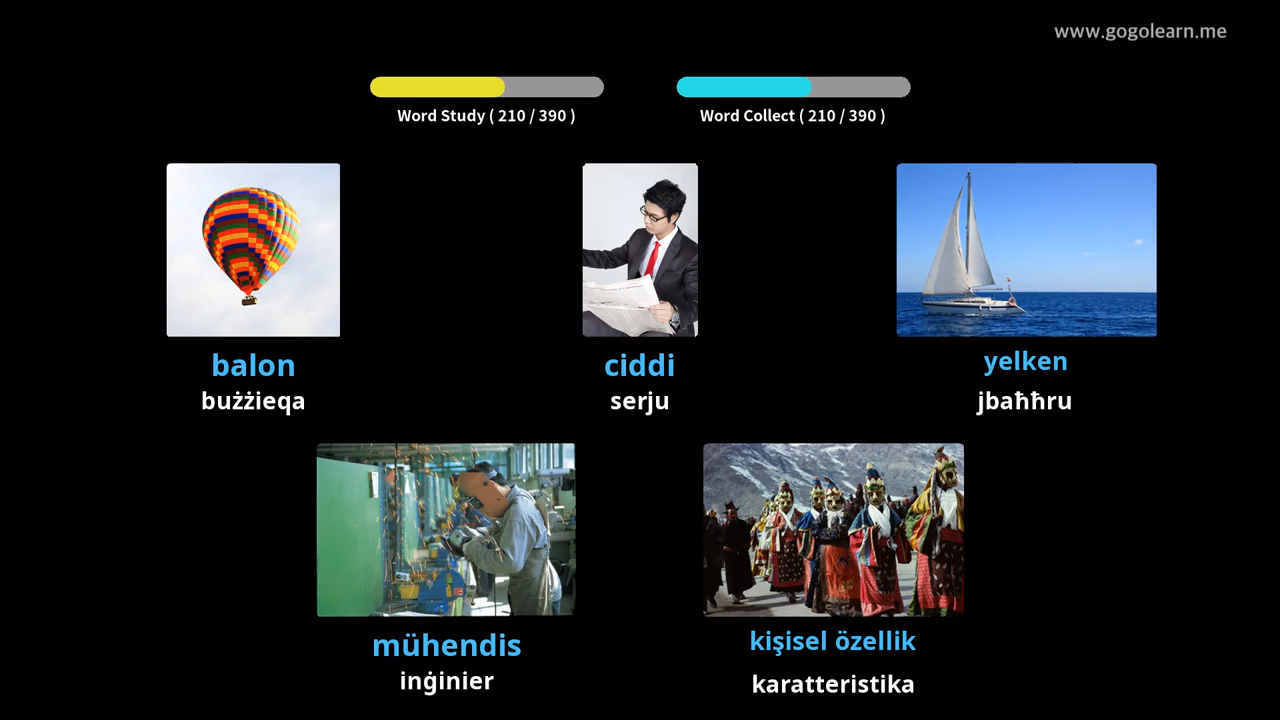 www.gogolearn.me
Word Study ( 210 / 390 )
Word Collect ( 210 / 390 )
balon
bużżieqa
ciddi
serju
yelken
jbaħħru
mühendis
inġinier
kişisel özellik
karatteristika